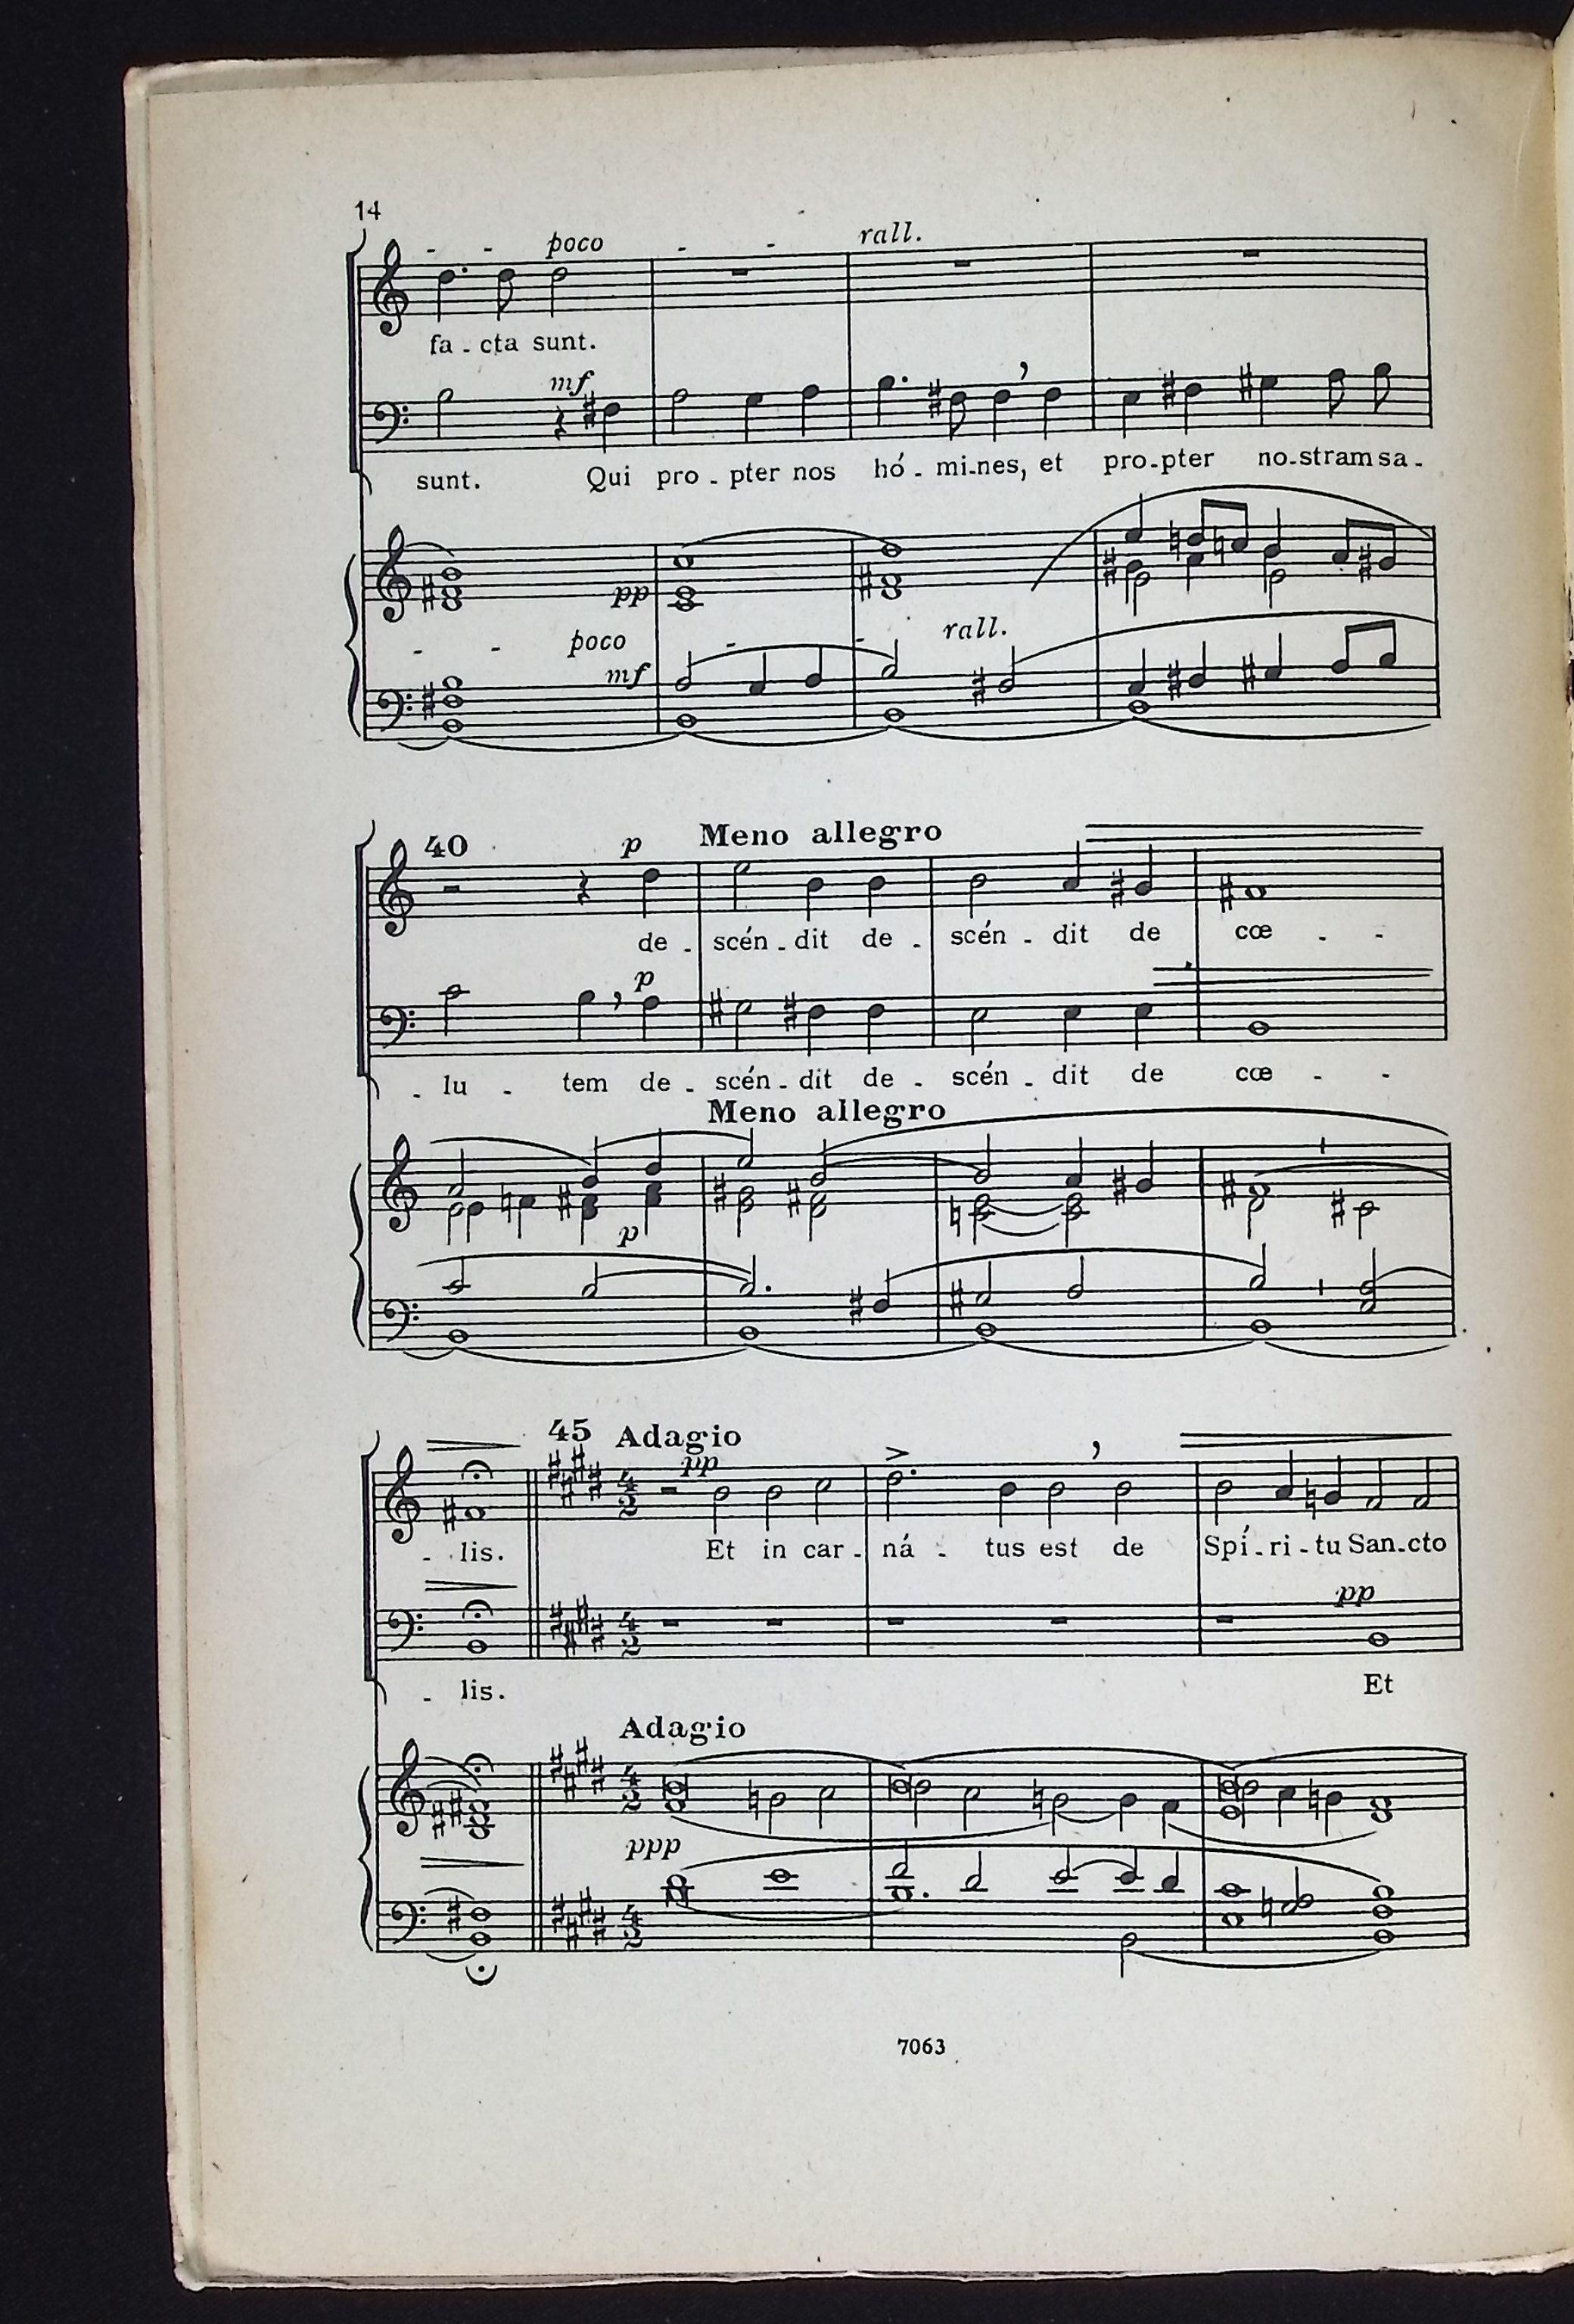 14
- - poco - - rall.
fa - cta sunt.
mf
sunt. Qui pro - pter nos hó - mi-nes, et pro-pter no-stram sa -
pp
- - poco - - rall.
mf
40 p Meno allegro
de - scén - dit de - scén - dit de cœ - -
p
- lu - tem de - scén - dit de - scén - dit de cœ - -
Meno allegro
p
45 Adagio
pp
- lis. Et in car - ná - tus est de Spí - ri - tu San - cto
pp
- lis. Et
Adagio
ppp
7063